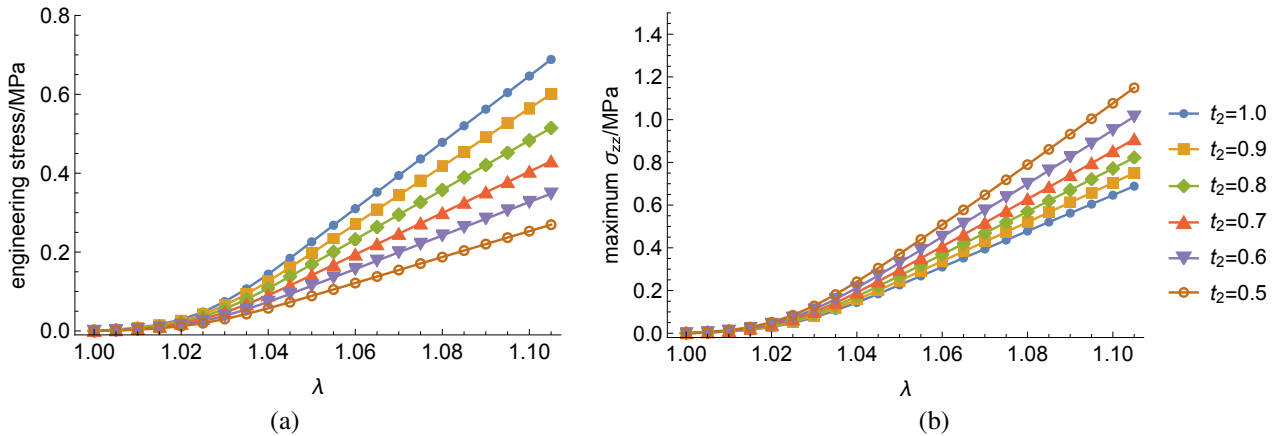 0.8
0.6
0.4
0.2
0.0
engineering stress/MPa
1.00
1.02
1.04
1.06
1.08
1.10
λ
(a)
1.4
1.2
1.0
0.8
0.6
0.4
0.2
0.0
maximum σzz/MPa
1.00
1.02
1.04
1.06
1.08
1.10
λ
(b)
t2=1.0
t2=0.9
t2=0.8
t2=0.7
t2=0.6
t2=0.5